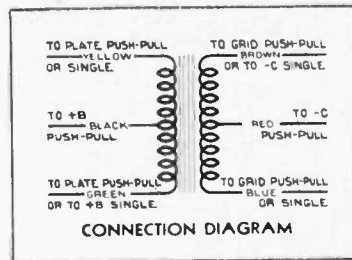 TO PLATE PUSH-PULL
YELLOW
OR SINGLE
TO GRID PUSH-PULL
BROWN
OR TO -C SINGLE
TO +B
BLACK
PUSH-PULL
TO -C
RED
PUSH-PULL
TO PLATE PUSH-PULL
GREEN
OR TO +B SINGLE
TO GRID PUSH-PULL
BLUE
OR SINGLE
CONNECTION DIAGRAM